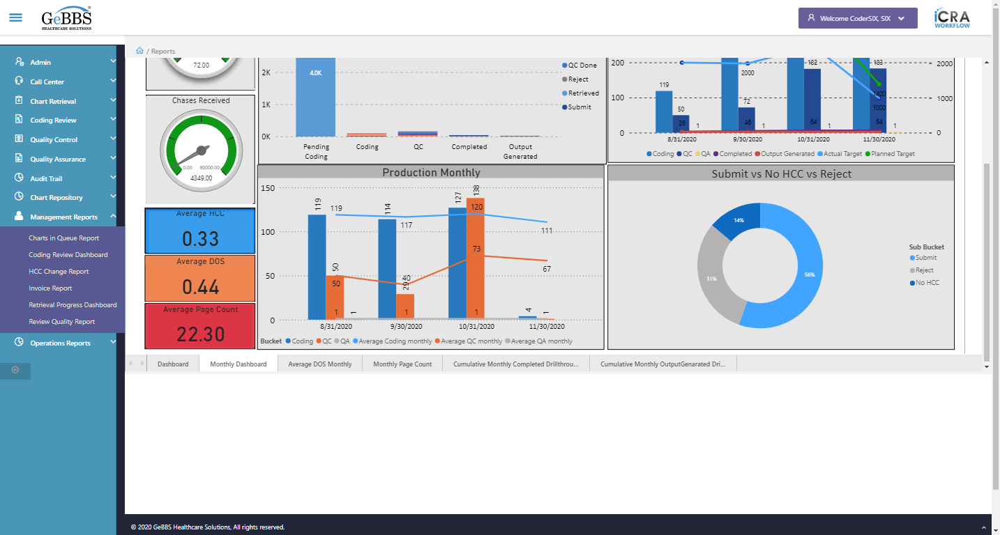 GeBBS
HEALTHCARE SOLUTIONS
Welcome CoderSIX, SIX
iCRA
WORKFLOW
/ Reports
Admin
Call Center
Chart Retrieval
Coding Review
Quality Control
Quality Assurance
Audit Trail
Chart Repository
Management Reports
Charts in Queue Report
Coding Review Dashboard
HCC Change Report
Invoice Report
Retrieval Progress Dashboard
Review Quality Report
Operations Reports
72.00
Chases Received
0.00 80000.00
4349.00
Average HCC
0.33
Average DOS
0.44
Average Page Count
22.30
2K
1K
0K
4.0K
Pending Coding
Coding
QC
Completed
Output Generated
QC Done
Reject
Retrieved
Submit
200
100
0
2000
1000
0
119
50
26
1
2000
72
46
1
182
64
1
183
1400
1000
64
1
8/31/2020 9/30/2020 10/31/2020 11/30/2020
Coding QC QA Completed Output Generated Actual Target Planned Target
Production Monthly
150
100
50
0
119
119
50
50
1
1
114
117
40
29
127
138
120
73
1
111
67
4
1
8/31/2020 9/30/2020 10/31/2020 11/30/2020
Bucket Coding QC QA Average Coding monthly Average QC monthly Average QA monthly
Submit vs No HCC vs Reject
14%
31%
56%
Sub Bucket
Submit
Reject
No HCC
Dashboard
Monthly Dashboard
Average DOS Monthly
Monthly Page Count
Cumulative Monthly Completed Drillthrou...
Cumulative Monthly OutputGenarated Dri...
© 2020 GeBBS Healthcare Solutions, All rights reserved.